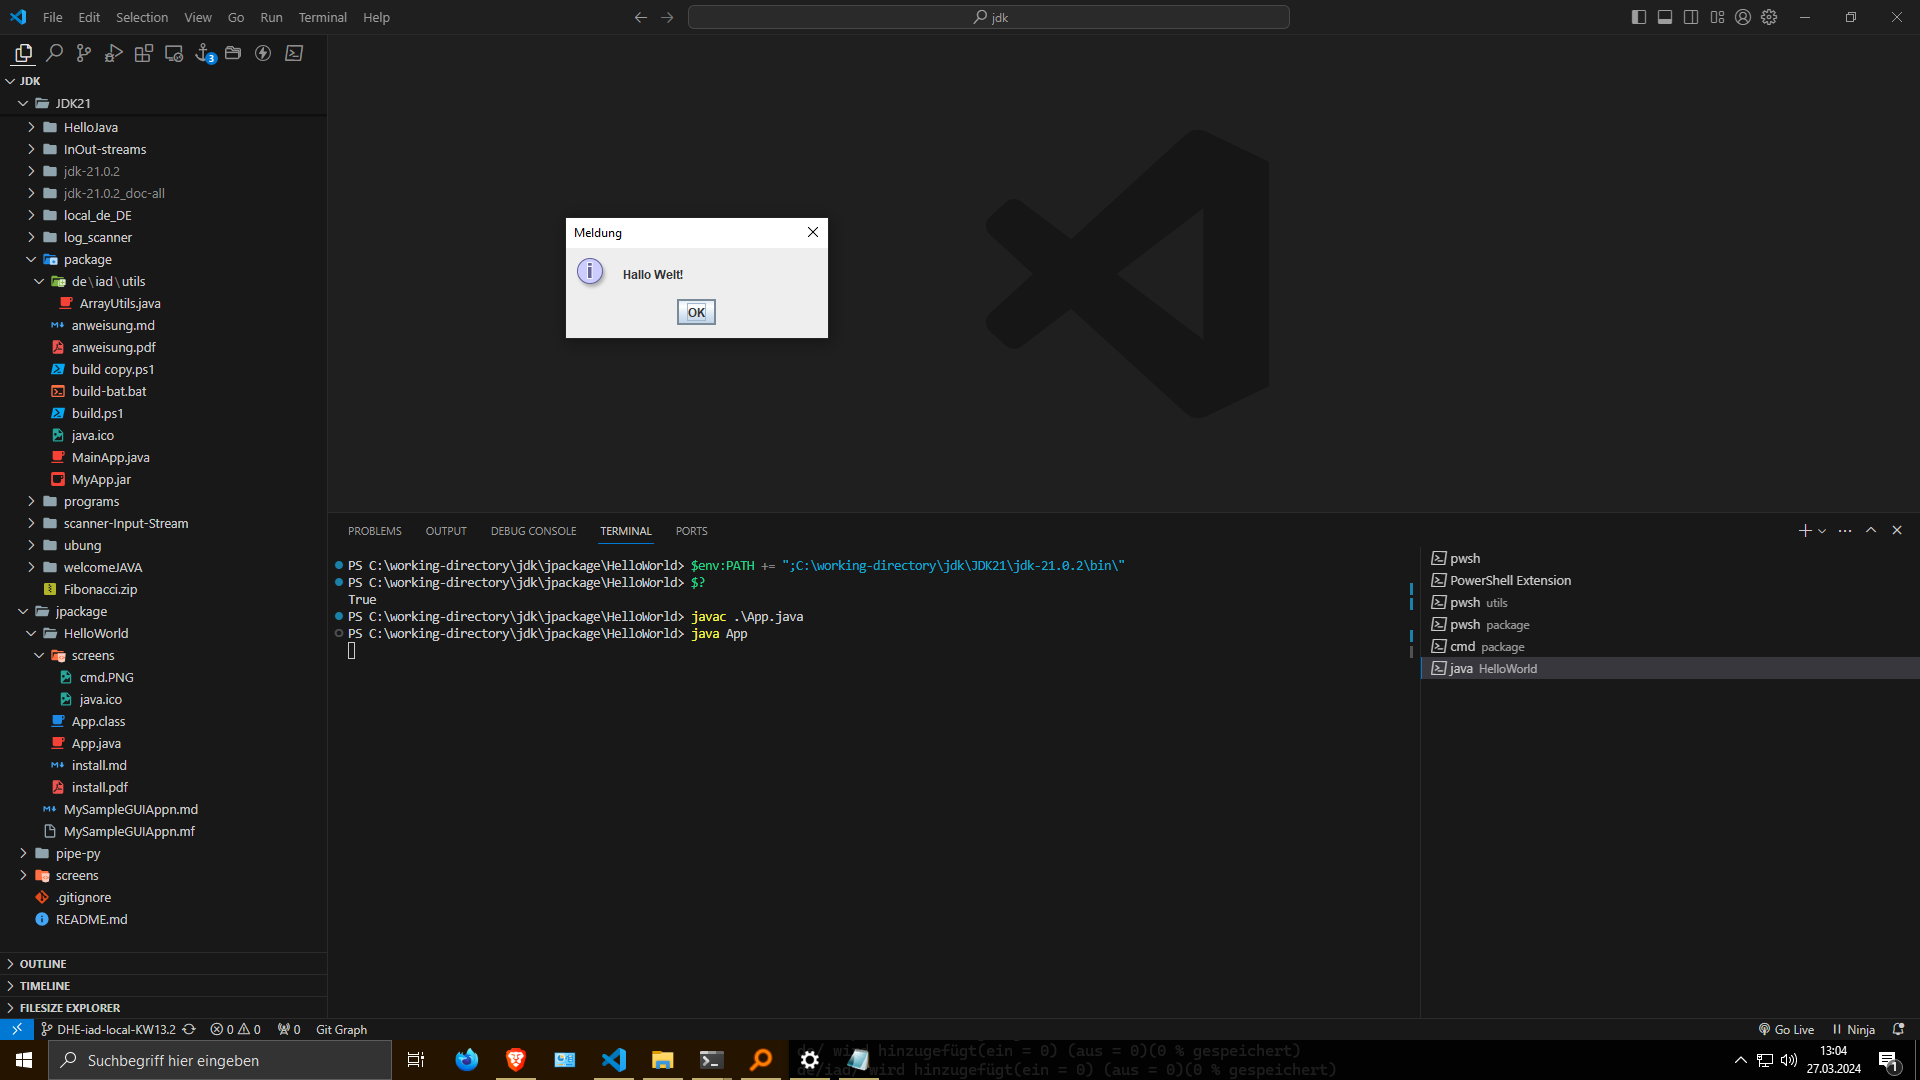 File Edit Selection View Go Run Terminal Help
jdk
3
JDK
JDK21
HelloJava
InOut-streams
jdk-21.0.2
jdk-21.0.2_doc-all
local_de_DE
log_scanner
package
de\iad\utils
ArrayUtils.java
anweisung.md
anweisung.pdf
build copy.ps1
build-bat.bat
build.ps1
java.ico
MainApp.java
MyApp.jar
programs
scanner-Input-Stream
ubung
welcomeJAVA
Fibonacci.zip
jpackage
HelloWorld
screens
cmd.PNG
java.ico
App.class
App.java
install.md
install.pdf
MySampleGUIAppn.md
MySampleGUIAppn.mf
pipe-py
screens
.gitignore
README.md
OUTLINE
TIMELINE
FILESIZE EXPLORER
Meldung
Hallo Welt!
OK
PROBLEMS OUTPUT DEBUG CONSOLE TERMINAL PORTS
PS C:\working-directory\jdk\jpackage\HelloWorld> $env:PATH += ";C:\working-directory\jdk\JDK21\jdk-21.0.2\bin\"
PS C:\working-directory\jdk\jpackage\HelloWorld> $?
True
PS C:\working-directory\jdk\jpackage\HelloWorld> javac .\App.java
PS C:\working-directory\jdk\jpackage\HelloWorld> java App
pwsh
PowerShell Extension
pwsh utils
pwsh package
cmd package
java HelloWorld
DHE-iad-local-KW13.2 0 0 0 Git Graph
Go Live Ninja
Suchbegriff hier eingeben
de/ wird hinzugefügt(ein = 0) (aus = 0)(0 % gespeichert)
de/iad/ wird hinzugefügt(ein = 0) (aus = 0)(0 % gespeichert)
13:04
27.03.2024
1